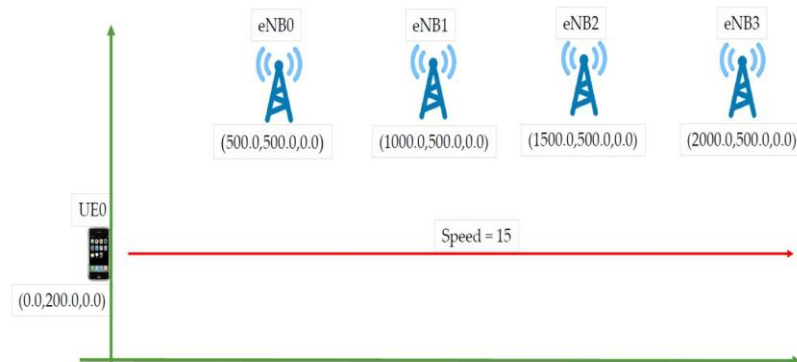 eNB0
eNB1
eNB2
eNB3
(500.0,500.0,0.0)
(1000.0,500.0,0.0)
(1500.0,500.0,0.0)
(2000.0,500.0,0.0)
UE0
Speed = 15
(0.0,200.0,0.0)